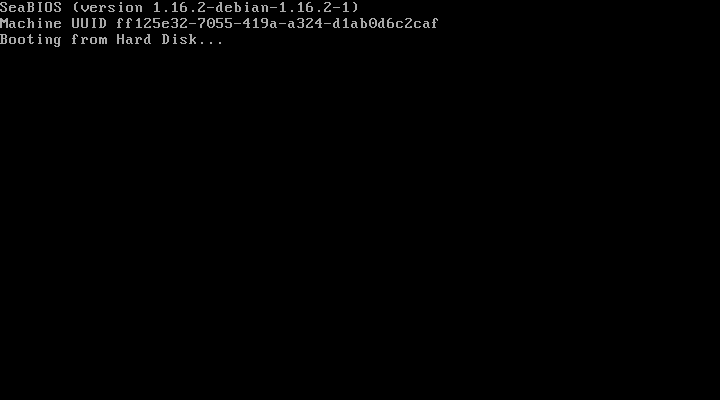 SeaBIOS (version 1.16.2-debian-1.16.2-1)
Machine UUID ff125e32-7055-419a-a324-d1ab0d6c2caf
Booting from Hard Disk...